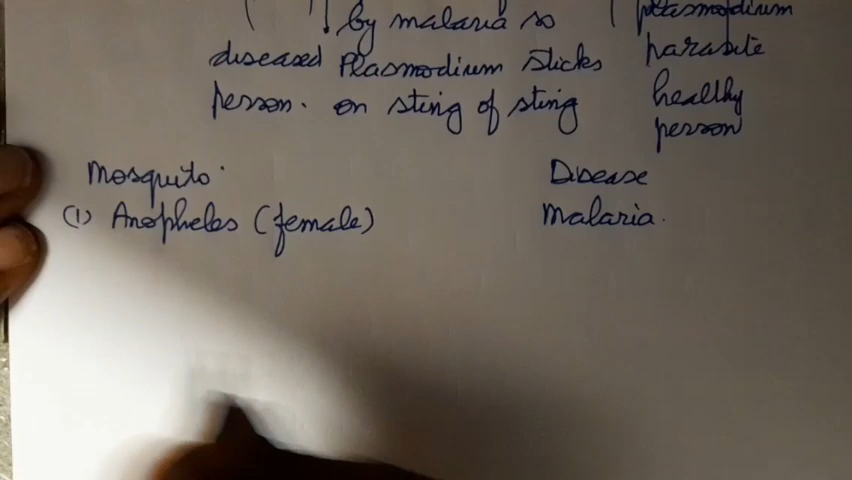 by malaria so
plasmodium
diseased Plasmodium sticks
parasite
person. on sting of sting
healthy
person
Mosquito
Disease
(1) Anopheles (female)
Malaria.